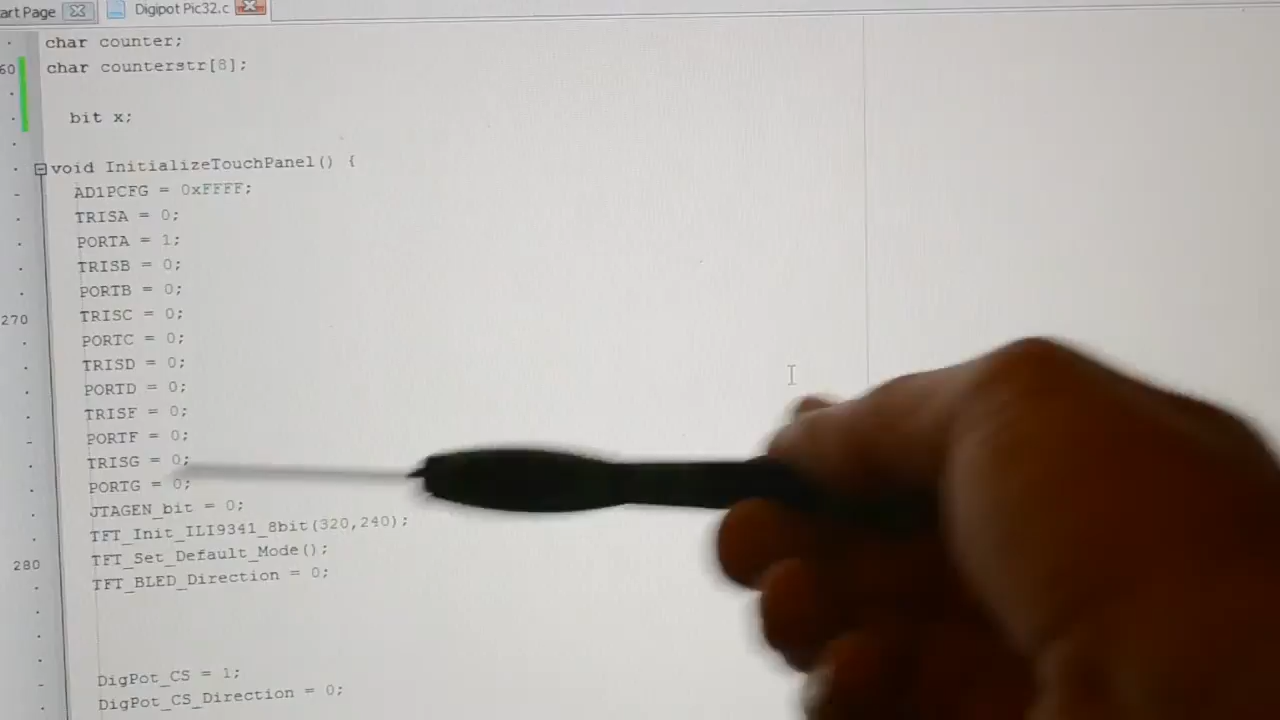 art Page Digipot Pic32.c
char counter;
60 char counterstr[8];
bit x;
void InitializeTouchPanel() {
AD1PCFG = 0xFFFF;
TRISA = 0;
PORTA = 1;
TRISB = 0;
PORTB = 0;
270 TRISC = 0;
PORTC = 0;
TRISD = 0;
PORTD = 0;
TRISF = 0;
PORTF = 0;
TRISG = 0;
PORTG = 0;
JTAGEN_bit = 0;
TFT_Init_ILI9341_8bit(320,240);
280 TFT_Set_Default_Mode();
TFT_BLED_Direction = 0;
DigPot_CS = 1;
DigPot_CS_Direction = 0;